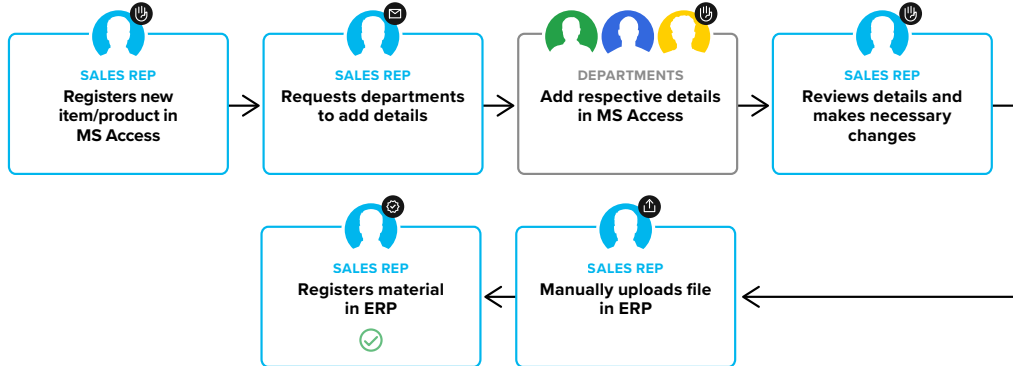 SALES REP
Registers new
item/product in
MS Access
SALES REP
Requests departments
to add details
DEPARTMENTS
Add respective details
in MS Access
SALES REP
Reviews details and
makes necessary
changes
SALES REP
Manually uploads file
in ERP
SALES REP
Registers material
in ERP